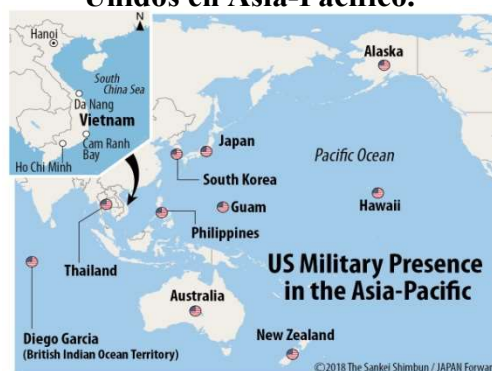 Unidos en Asia-Pacífico.
Hanoi
N
South
China Sea
Da Nang
Vietnam
Cam Ranh
Bay
Ho Chi Minh
Alaska
Japan
Pacific Ocean
South Korea
Guam
Hawaii
Philippines
Thailand
US Military Presence
in the Asia-Pacific
Australia
Diego Garcia
(British Indian Ocean Territory)
New Zealand
©2018 The Sankei Shimbun / JAPAN Forward